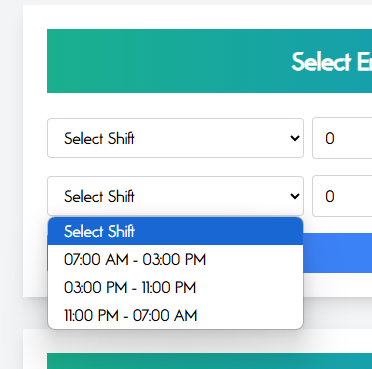 Select
Select Shift
0
Select Shift
0
Select Shift
07:00 AM - 03:00 PM
03:00 PM - 11:00 PM
11:00 PM - 07:00 AM